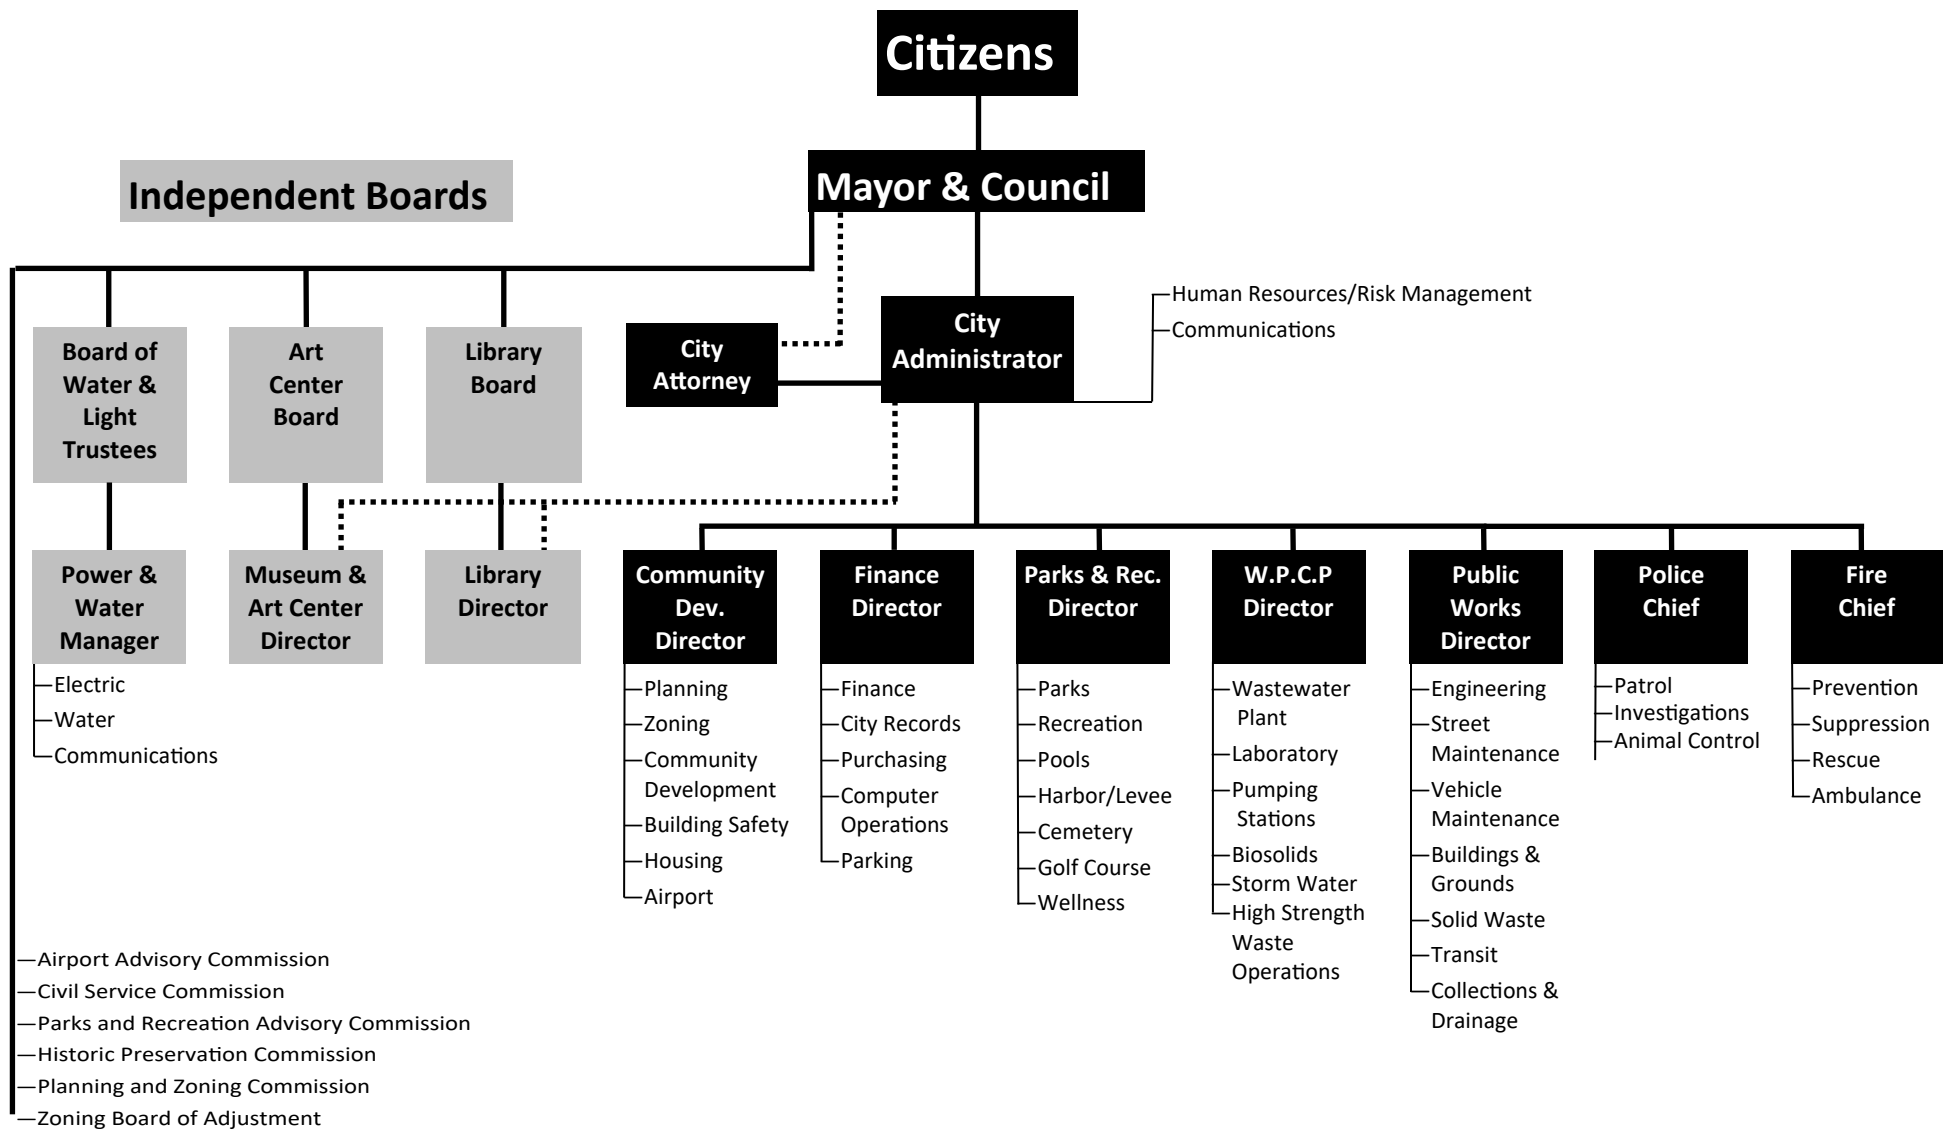 Citizens
Mayor & Council
Independent Boards
Human Resources/Risk Management
Communications
City
Administrator
City
Attorney
Board of
Water &
Light
Trustees
Art
Center
Board
Library
Board
Power &
Water
Manager
Electric
Water
Communications
Museum &
Art Center
Director
Library
Director
Community
Dev.
Director
Planning
Zoning
Community
Development
Building Safety
Housing
Airport
Finance
Director
Finance
City Records
Purchasing
Computer
Operations
Parking
Parks & Rec.
Director
Parks
Recreation
Pools
Harbor/Levee
Cemetery
Golf Course
Wellness
W.P.C.P
Director
Wastewater
Plant
Laboratory
Pumping
Stations
Biosolids
Storm Water
High Strength
Waste
Operations
Public
Works
Director
Engineering
Street
Maintenance
Vehicle
Maintenance
Buildings &
Grounds
Solid Waste
Transit
Collections &
Drainage
Police
Chief
Patrol
Investigations
Animal Control
Fire
Chief
Prevention
Suppression
Rescue
Ambulance
Airport Advisory Commission
Civil Service Commission
Parks and Recreation Advisory Commission
Historic Preservation Commission
Planning and Zoning Commission
Zoning Board of Adjustment